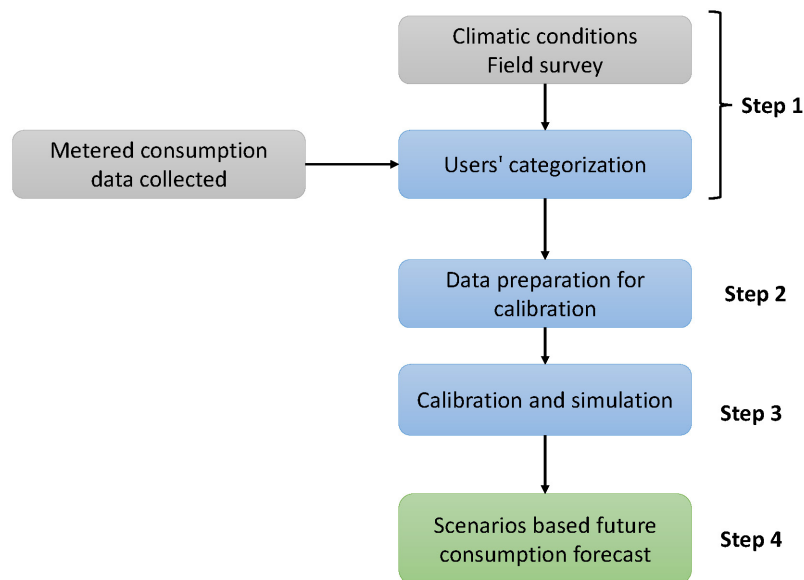 Climatic conditions
Field survey
Step 1
Metered consumption
data collected
Users' categorization
Data preparation for
calibration
Step 2
Calibration and simulation
Step 3
Scenarios based future
consumption forecast
Step 4